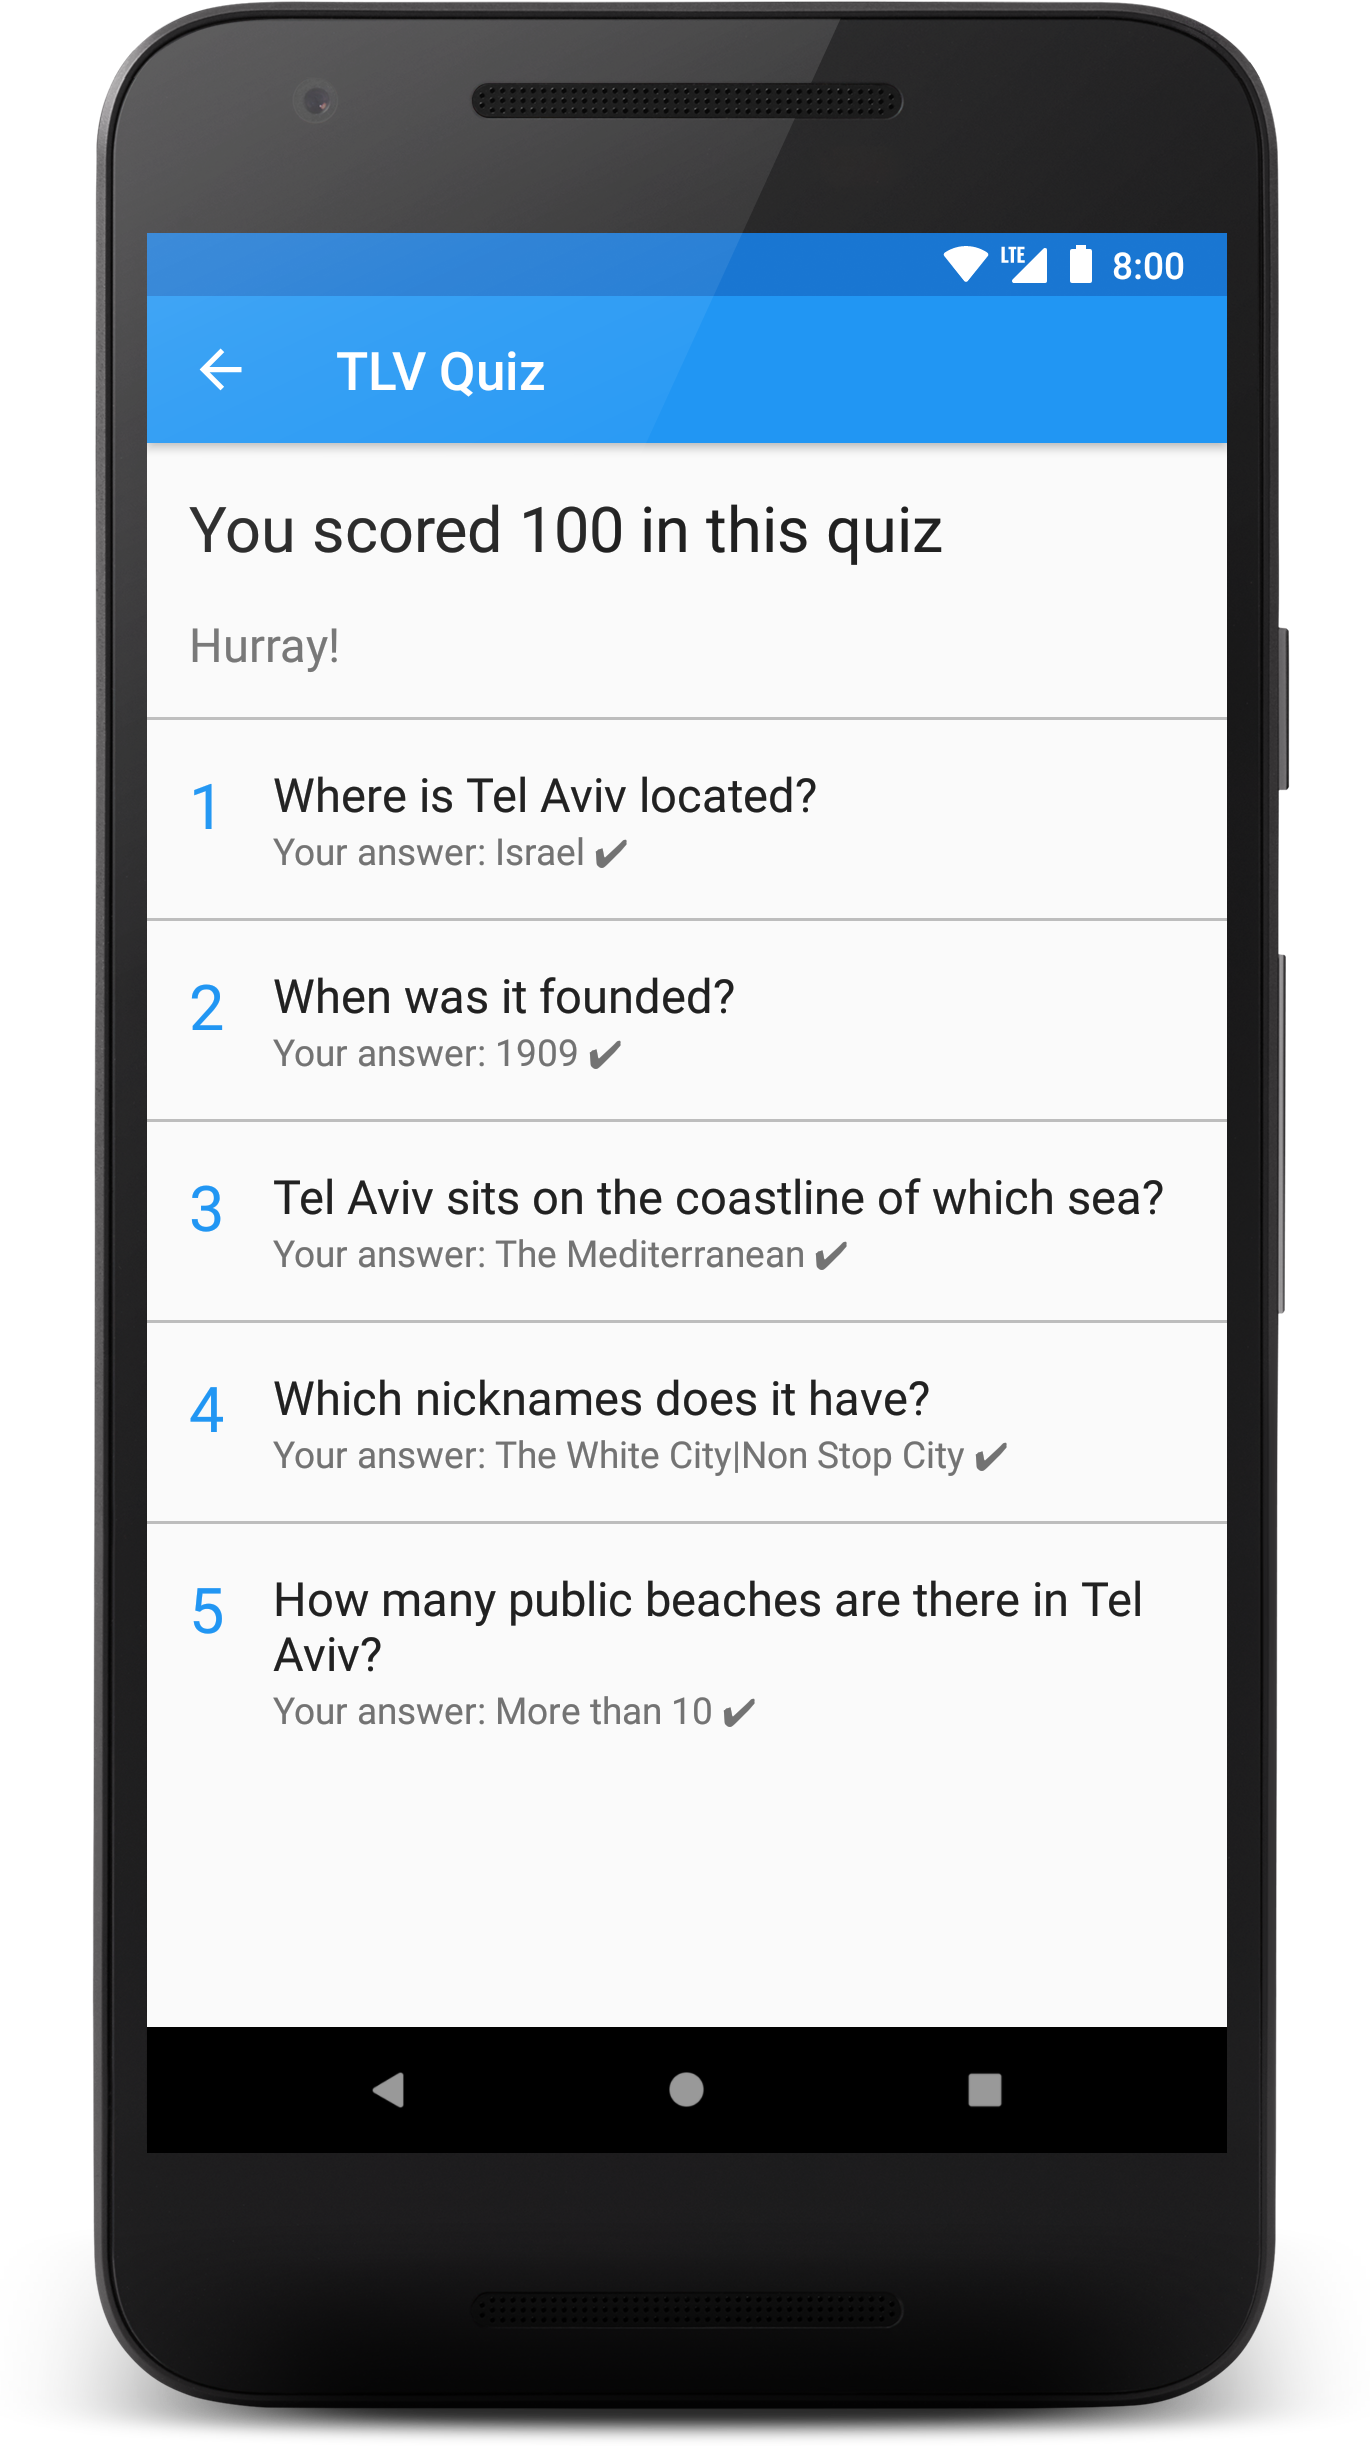 LTE 8:00
TLV Quiz
You scored 100 in this quiz
Hurray!
1 Where is Tel Aviv located?
Your answer: Israel ✔
2 When was it founded?
Your answer: 1909 ✔
3 Tel Aviv sits on the coastline of which sea?
Your answer: The Mediterranean ✔
4 Which nicknames does it have?
Your answer: The White City|Non Stop City ✔
5 How many public beaches are there in Tel
Aviv?
Your answer: More than 10 ✔